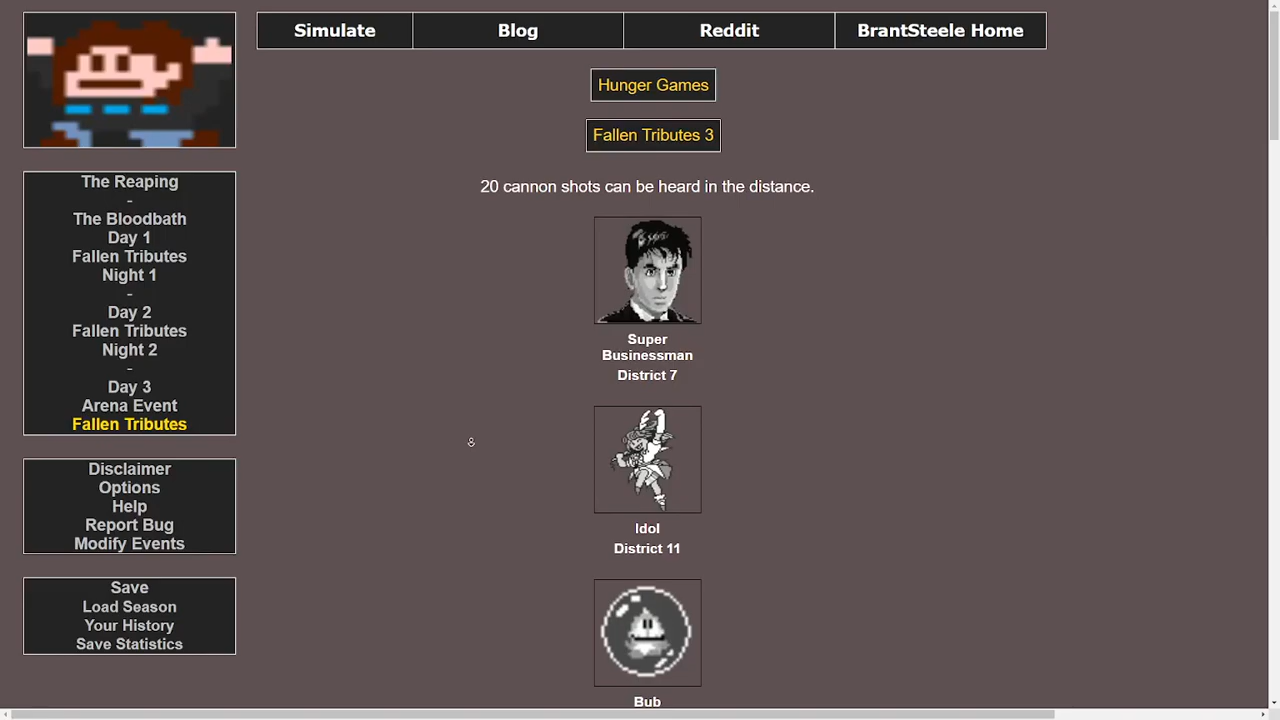 Simulate
Blog
Reddit
BrantSteele Home
Hunger Games
Fallen Tributes 3
20 cannon shots can be heard in the distance.
The Reaping
-
The Bloodbath
Day 1
Fallen Tributes
Night 1
-
Day 2
Fallen Tributes
Night 2
-
Day 3
Arena Event
Fallen Tributes
Disclaimer
Options
Help
Report Bug
Modify Events
Save
Load Season
Your History
Save Statistics
Super
Businessman
District 7
Idol
District 11
Bub